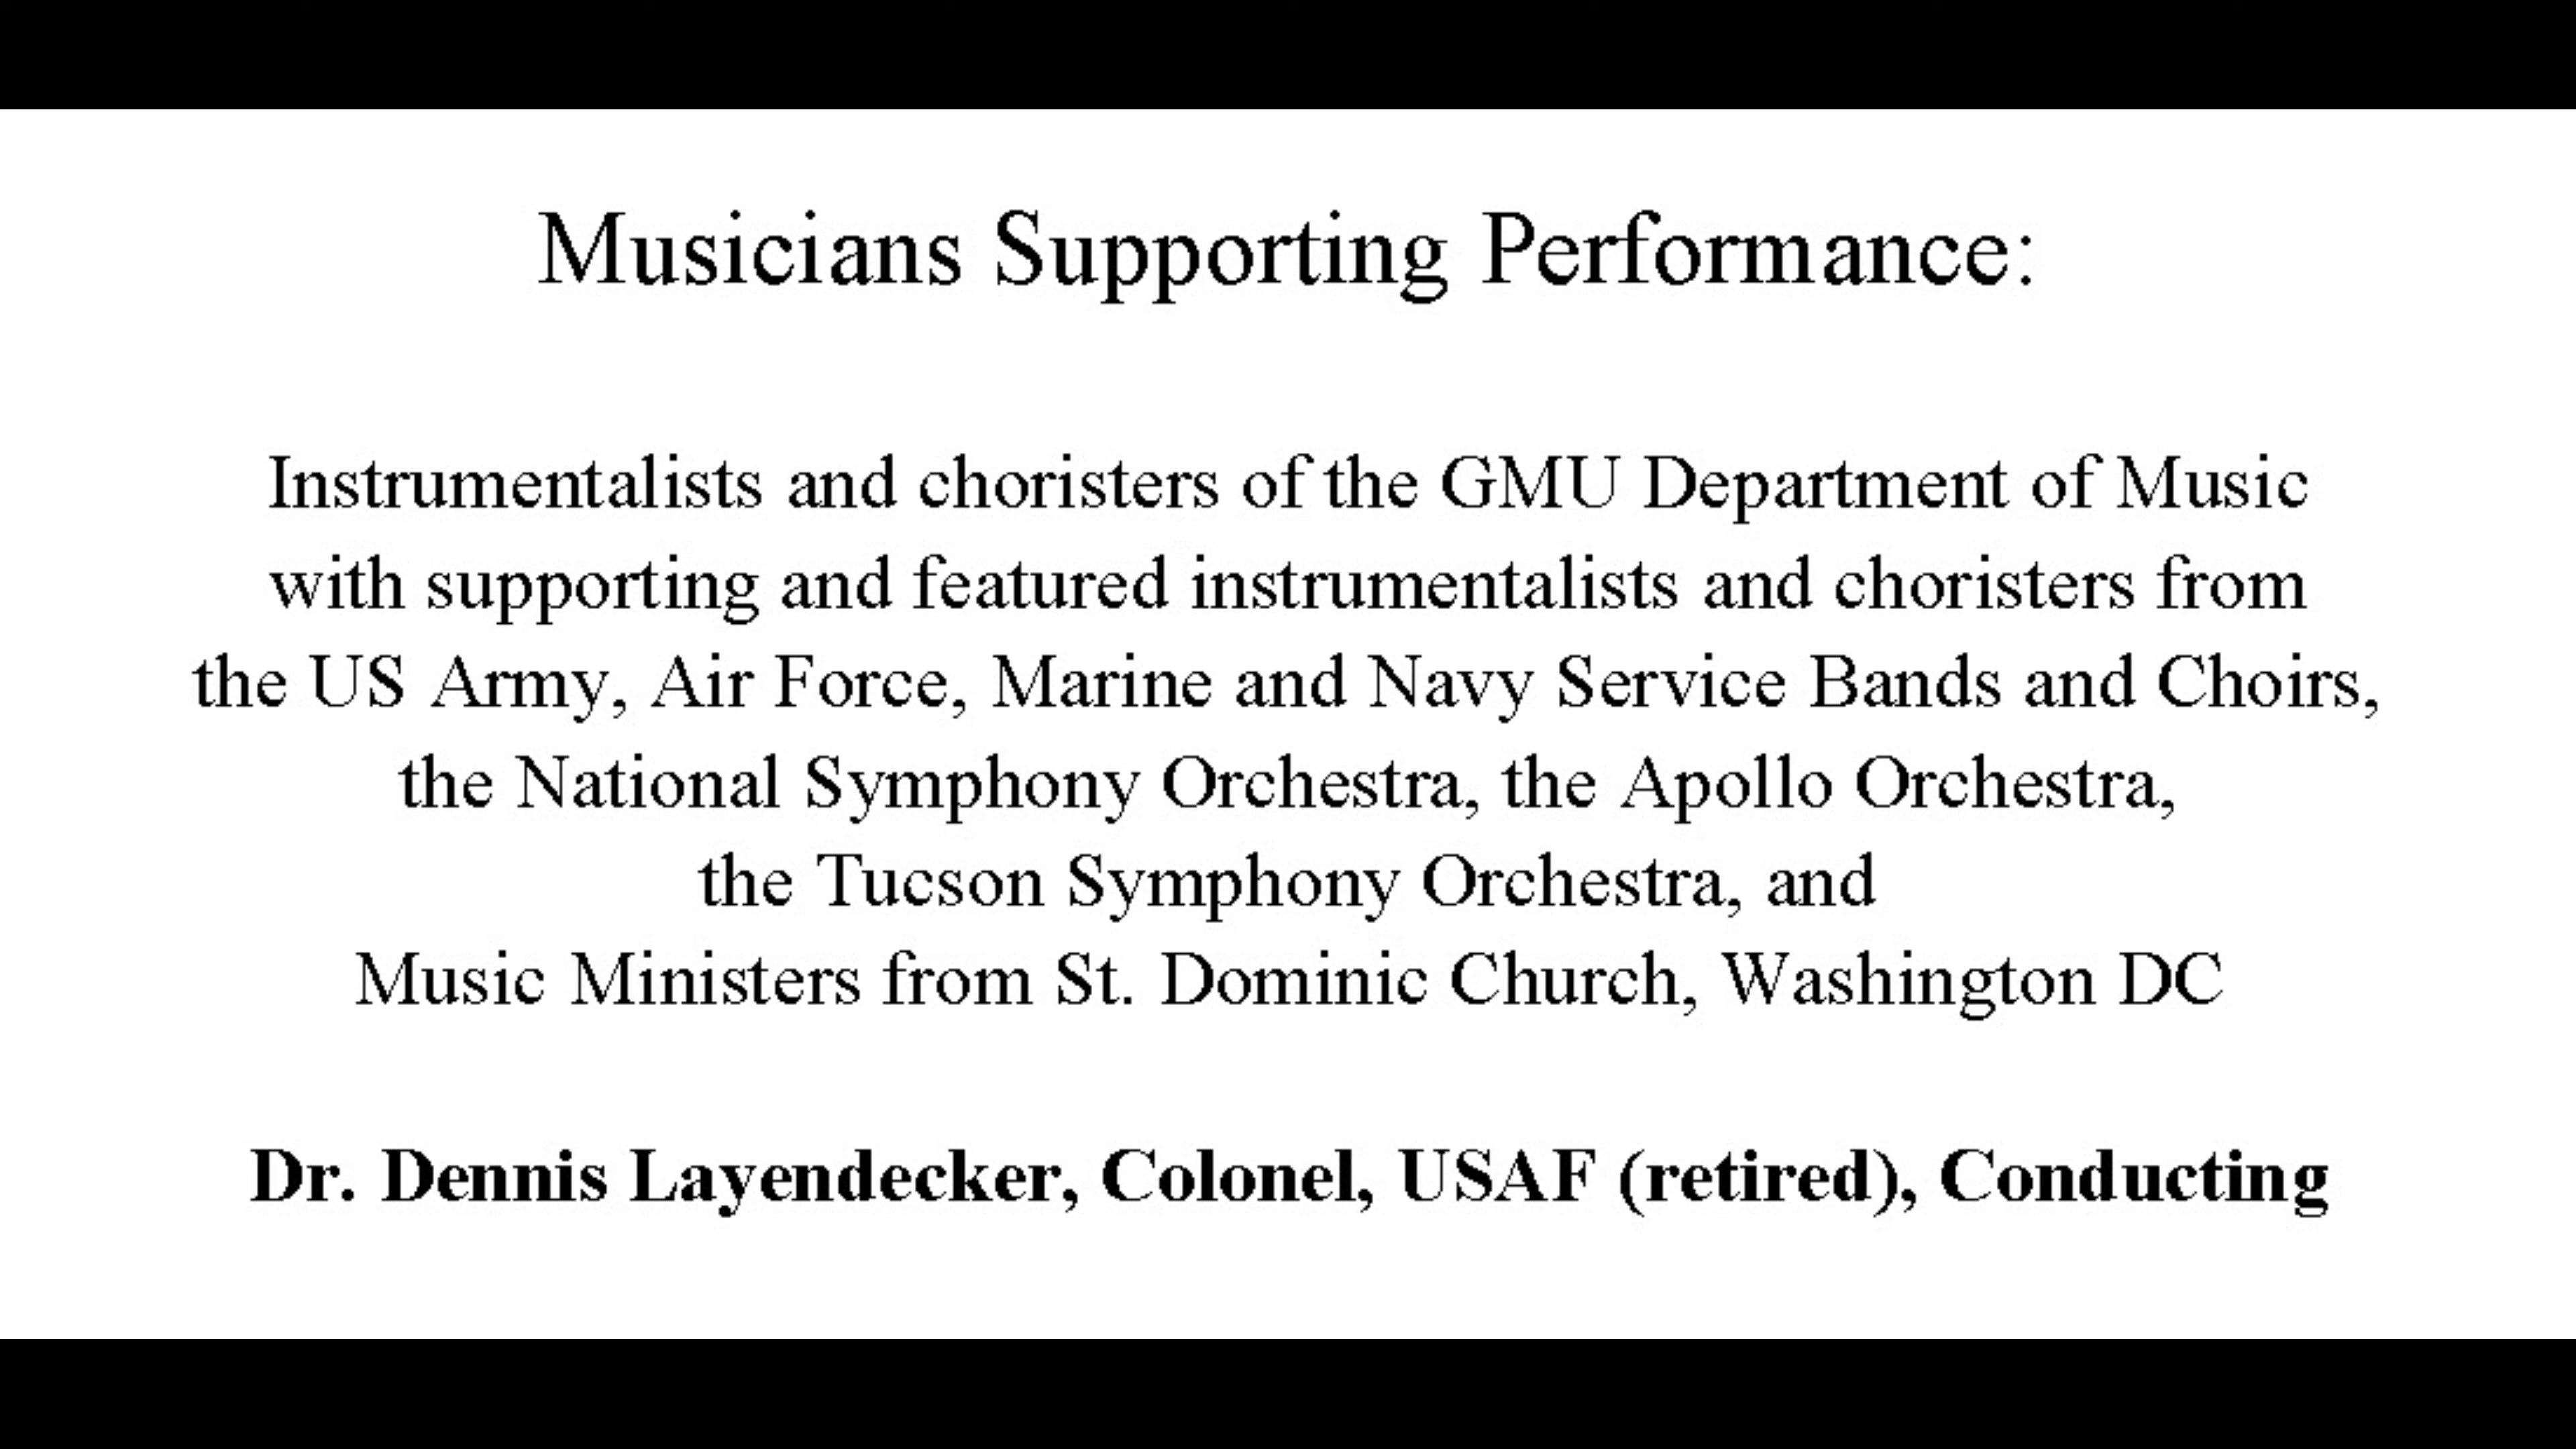 Musicians Supporting Performance:
Instrumentalists and choristers of the GMU Department of Music
with supporting and featured instrumentalists and choristers from
the US Army, Air Force, Marine and Navy Service Bands and Choirs,
the National Symphony Orchestra, the Apollo Orchestra,
the Tucson Symphony Orchestra, and
Music Ministers from St. Dominic Church, Washington DC
Dr. Dennis Layendecker, Colonel, USAF (retired), Conducting